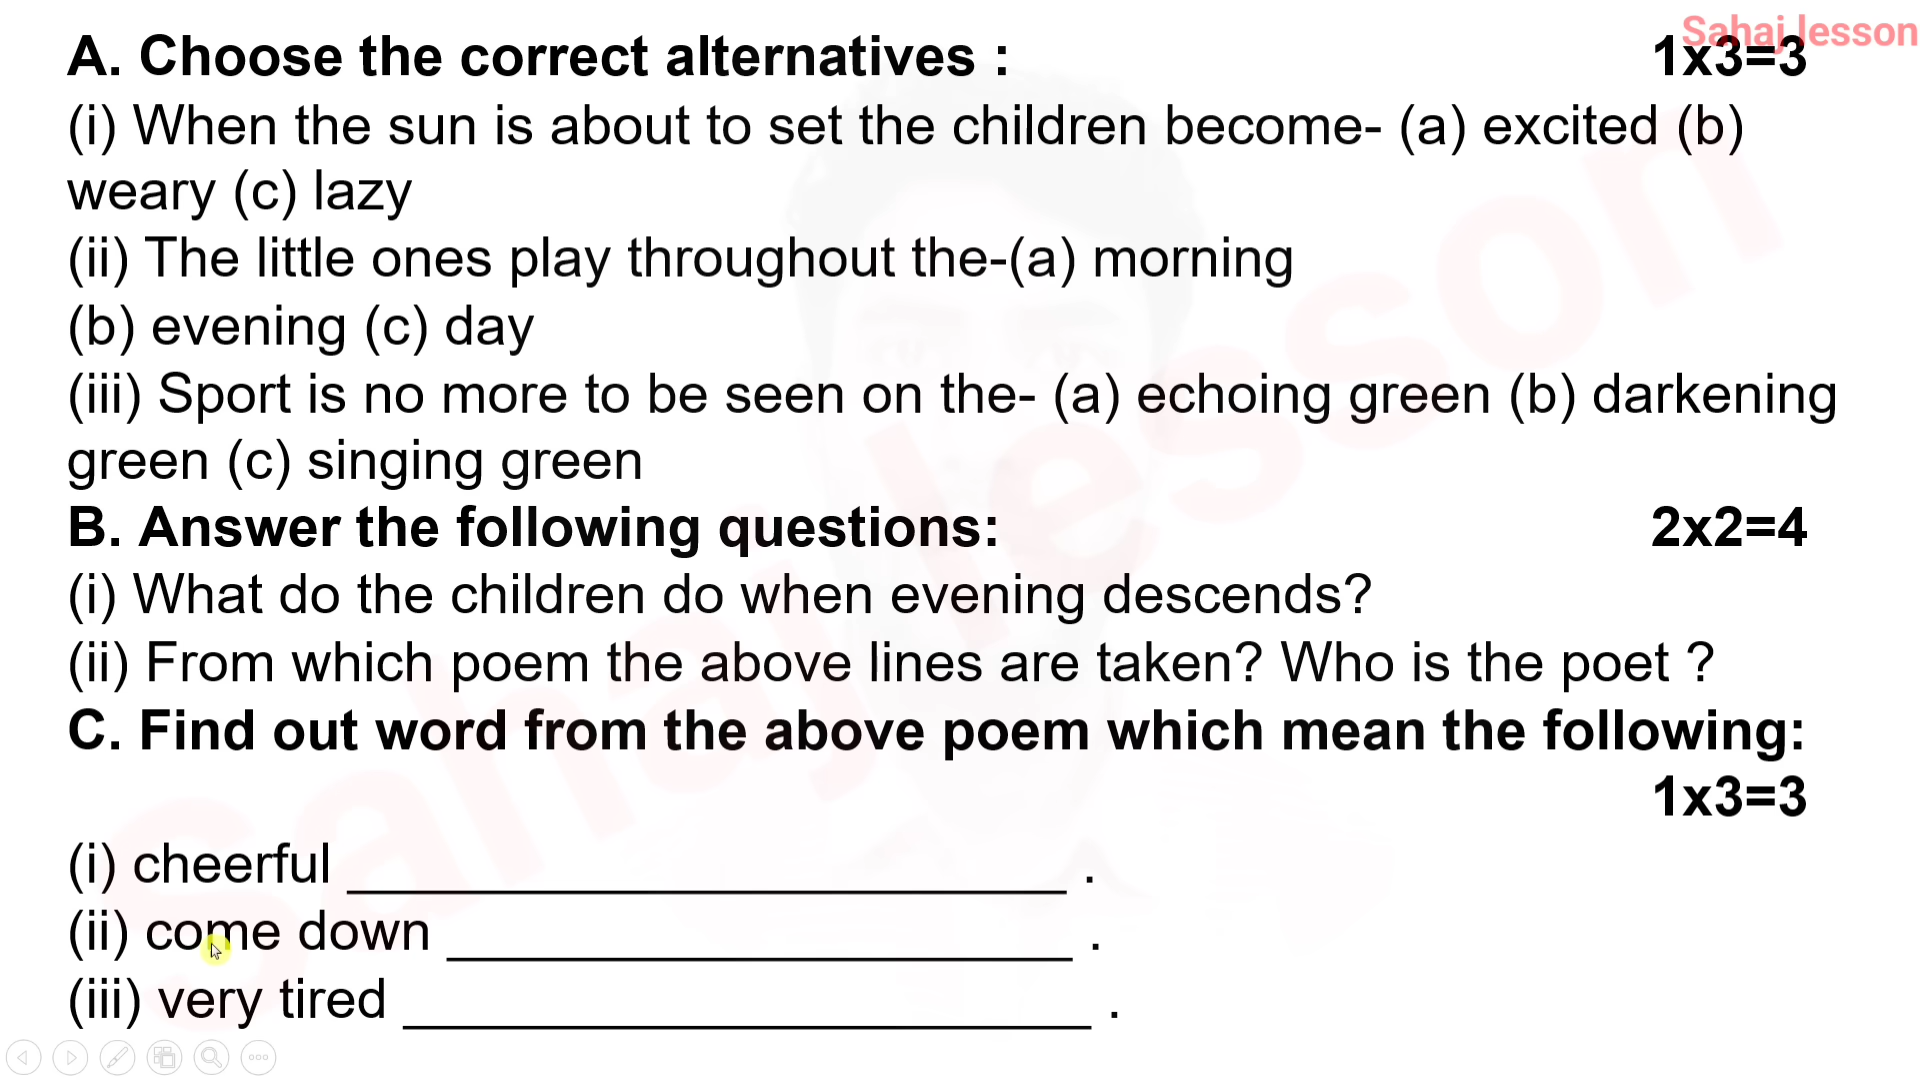 Sahaj lesson
A. Choose the correct alternatives : 1x3=3
(i) When the sun is about to set the children become- (a) excited (b)
weary (c) lazy
(ii) The little ones play throughout the-(a) morning
(b) evening (c) day
(iii) Sport is no more to be seen on the- (a) echoing green (b) darkening
green (c) singing green
B. Answer the following questions: 2x2=4
(i) What do the children do when evening descends?
(ii) From which poem the above lines are taken? Who is the poet ?
C. Find out word from the above poem which mean the following:
1x3=3
(i) cheerful ___________________________ .
(ii) come down _______________________ .
(iii) very tired __________________________ .
Sahaj lesson